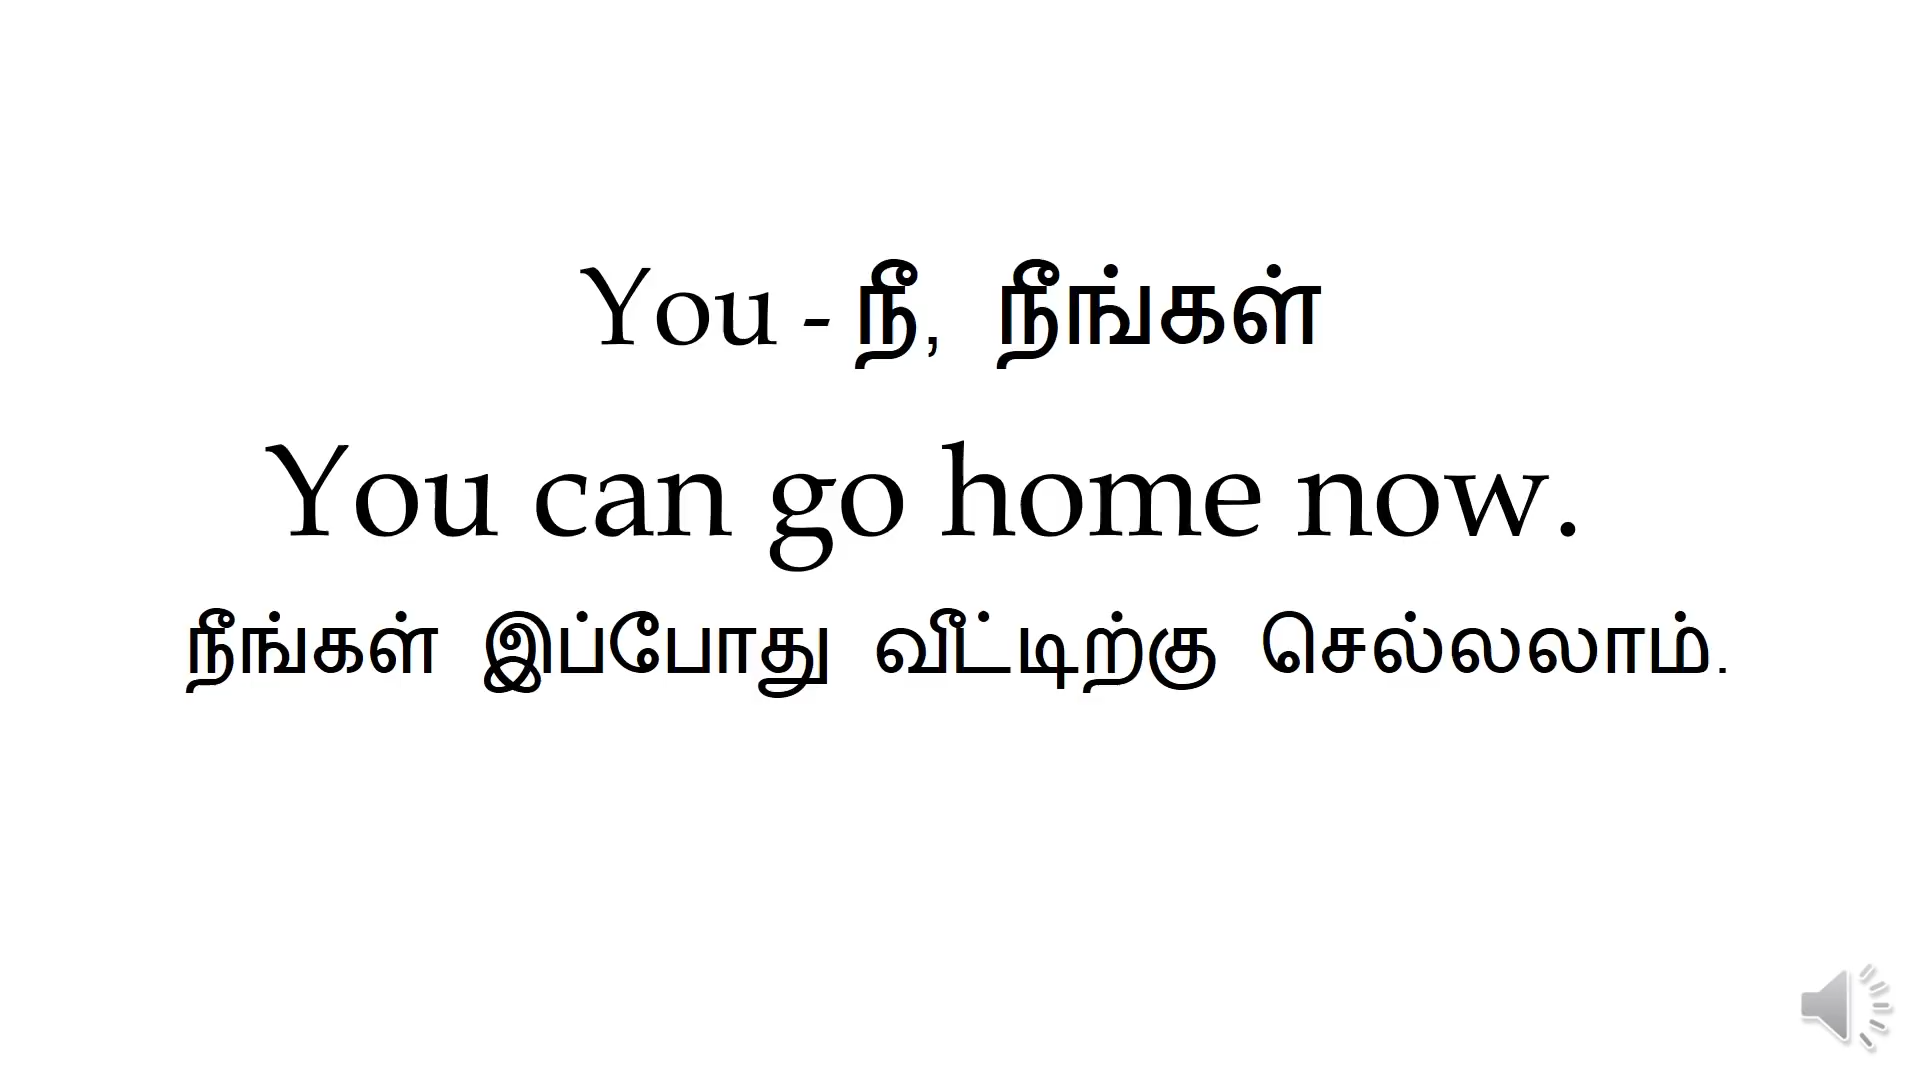 You - நீ, நீங்கள்
You can go home now.
நீங்கள் இப்போது வீட்டிற்கு செல்லலாம்.